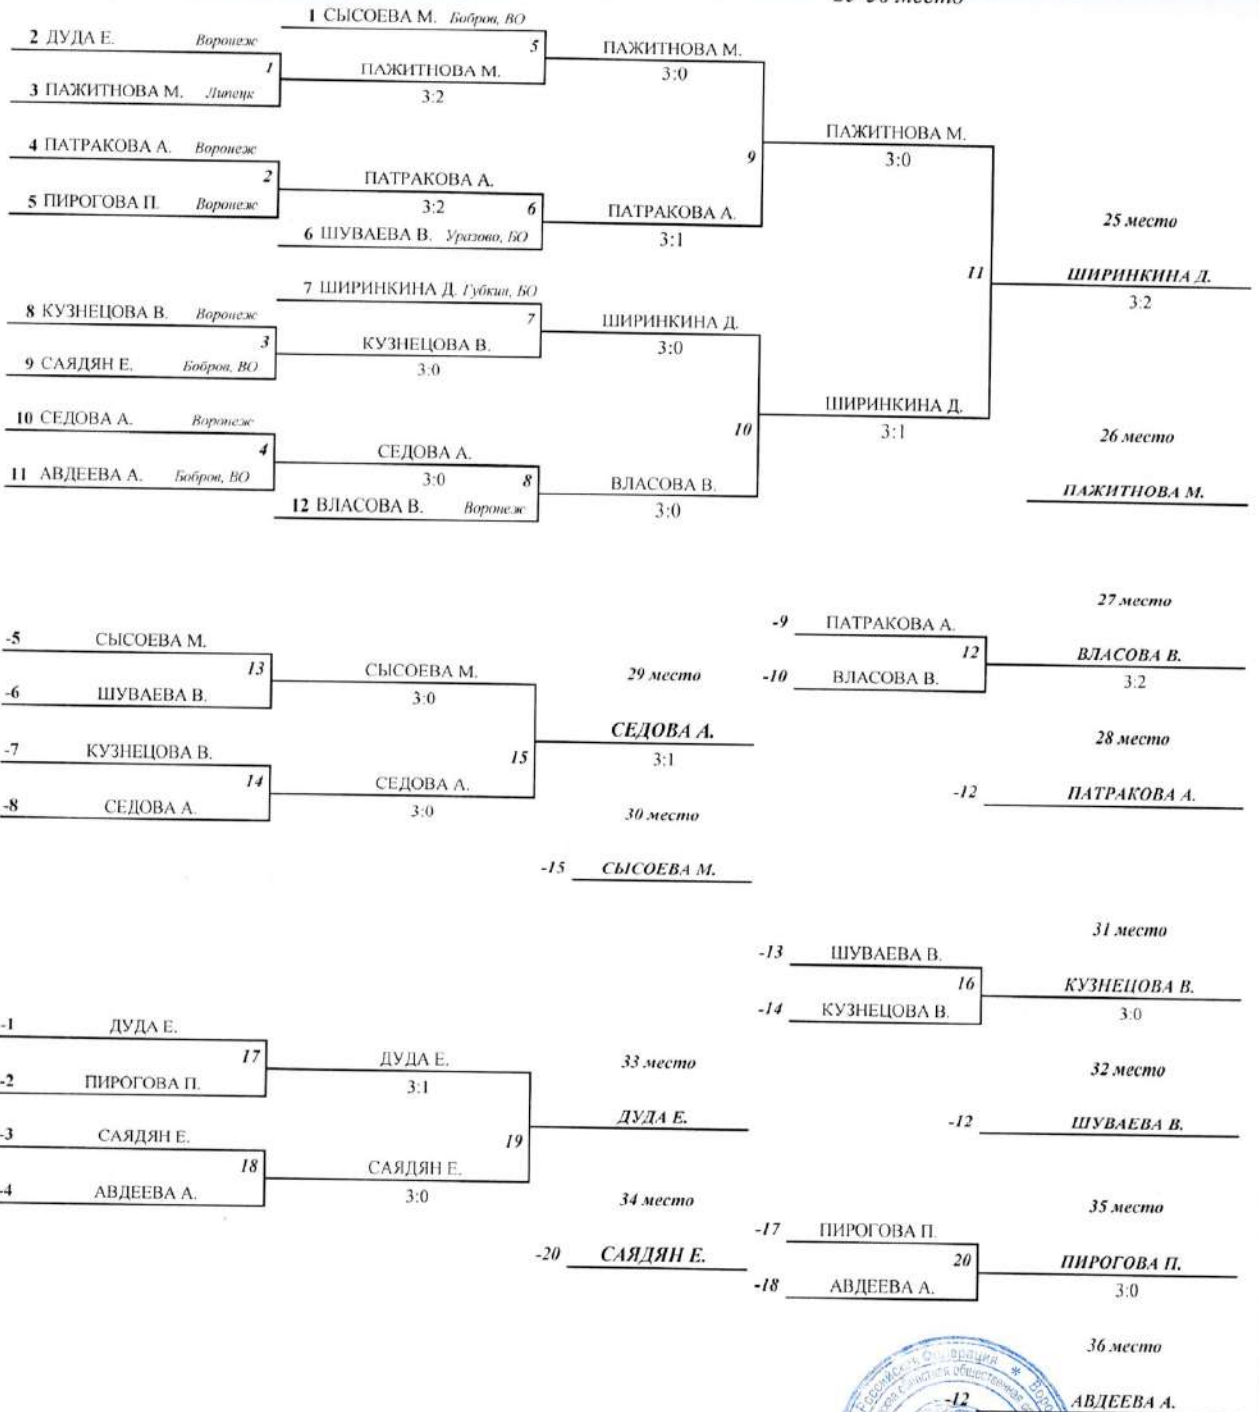 25-36 место
1 СЫСОЕВА М. Бобров, ВО
2 ДУДА Е. Воронеж
5
ПАЖИТНОВА М.
1
ПАЖИТНОВА М.
3:0
3 ПАЖИТНОВА М. Липецк
3:2
ПАЖИТНОВА М.
4 ПАТРАКОВА А. Воронеж
9
3:0
2
ПАТРАКОВА А.
5 ПИРОГОВА П. Воронеж
3:2
6
ПАТРАКОВА А.
25 место
6 ШУВАЕВА В. Уразово, БО
3:1
11
ШИРИНКИНА Д.
7 ШИРИНКИНА Д. Губкин, БО
3:2
8 КУЗНЕЦОВА В. Воронеж
7
ШИРИНКИНА Д.
3
КУЗНЕЦОВА В.
3:0
9 САЯДЯН Е. Бобров, ВО
3:0
ШИРИНКИНА Д.
10 СЕДОВА А. Воронеж
10
3:1
26 место
4
СЕДОВА А.
11 АВДЕЕВА А. Бобров, ВО
3:0
8
ВЛАСОВА В.
ПАЖИТНОВА М.
12 ВЛАСОВА В. Воронеж
3:0
27 место
-9 ПАТРАКОВА А.
-5 СЫСОЕВА М.
12
ВЛАСОВА В.
13
СЫСОЕВА М.
29 место
-10 ВЛАСОВА В.
3:2
-6 ШУВАЕВА В.
3:0
СЕДОВА А.
28 место
-7 КУЗНЕЦОВА В.
15
3:1
14
СЕДОВА А.
-12 ПАТРАКОВА А.
-8 СЕДОВА А.
3:0
30 место
-15 СЫСОЕВА М.
31 место
-13 ШУВАЕВА В.
16
КУЗНЕЦОВА В.
-14 КУЗНЕЦОВА В.
3:0
-1 ДУДА Е.
17
ДУДА Е.
33 место
32 место
-2 ПИРОГОВА П.
3:1
ДУДА Е.
-12 ШУВАЕВА В.
-3 САЯДЯН Е.
19
18
САЯДЯН Е.
-4 АВДЕЕВА А.
3:0
34 место
35 место
-17 ПИРОГОВА П.
-20 САЯДЯН Е.
20
ПИРОГОВА П.
-18 АВДЕЕВА А.
3:0
36 место
-12 АВДЕЕВА А.